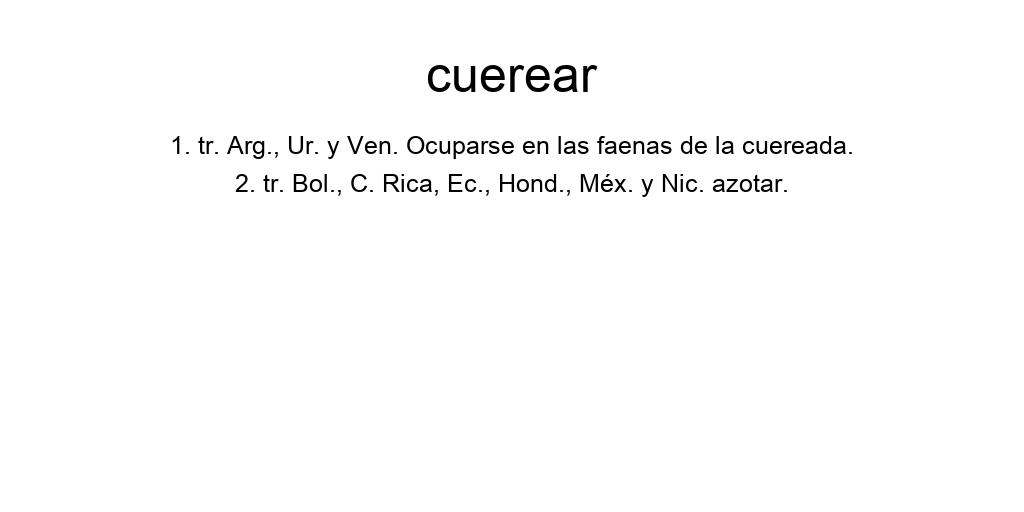 cuerear
1. tr. Arg., Ur. y Ven. Ocuparse en las faenas de la cuereada.
2. tr. Bol., C. Rica, Ec., Hond., Méx. y Nic. azotar.